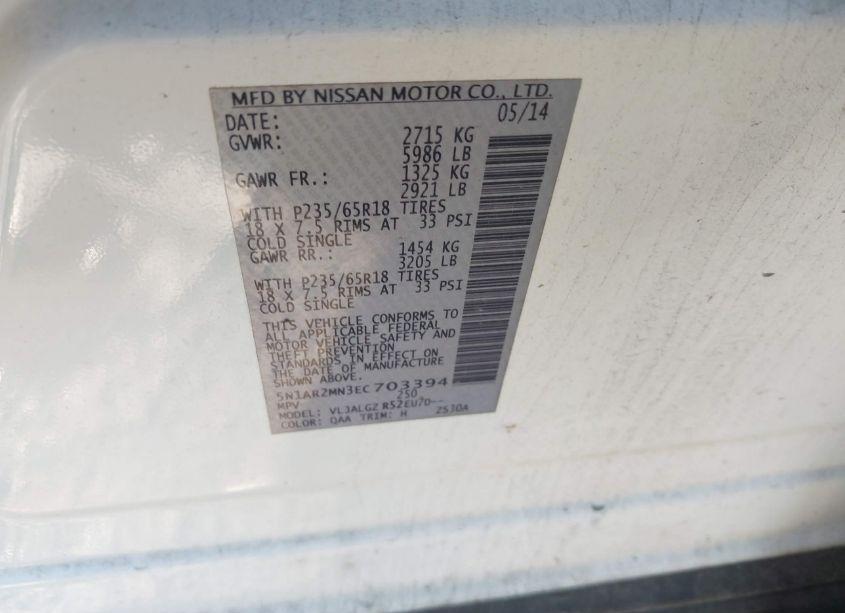 MFD BY NISSAN MOTOR CO., LTD.
DATE: 05/14
GVWR: 2715 KG
5986 LB
GAWR FR.: 1325 KG
2921 LB
WITH P235/65R18 TIRES
18 X 7.5 RIMS AT 33 PSI
COLD SINGLE
GAWR RR.: 1454 KG
3205 LB
WITH P235/65R18 TIRES
18 X 7.5 RIMS AT 33 PSI
COLD SINGLE
THIS VEHICLE CONFORMS TO
ALL APPLICABLE FEDERAL
MOTOR VEHICLE SAFETY AND
THEFT PREVENTION
STANDARDS IN EFFECT ON
THE DATE OF MANUFACTURE
SHOWN ABOVE.
5N1AR2MN3EC703394
MPV 250
MODEL: VLJALGZ R52EU70-- ZS30A
COLOR: QAA TRIM: H